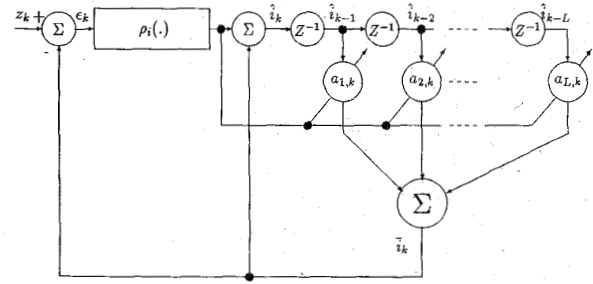 z_k + Σ ϵ_k ρ_i(.) Σ î_k Z^{-1} î_{k-1} Z^{-1} î_{k-2} Z^{-1} î_{k-L}
a_{1,k} a_{2,k} a_{L,k}
Σ
ī_k